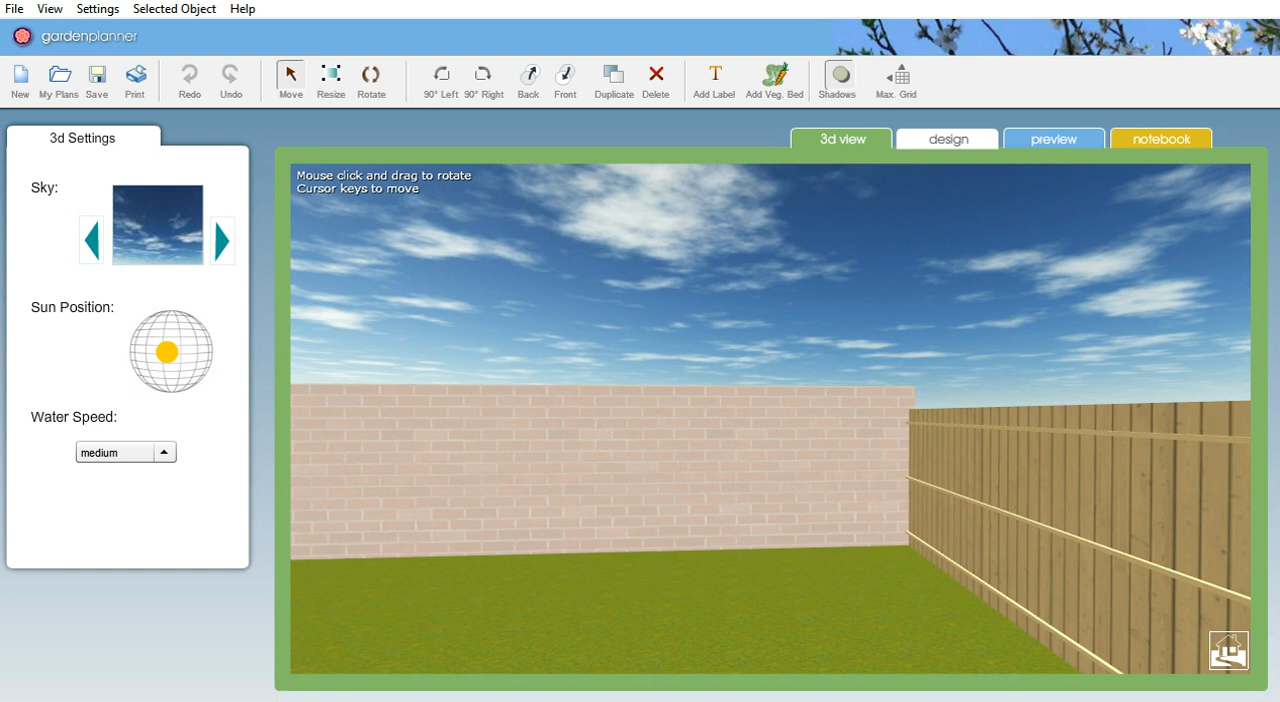 File View Settings Selected Object Help
gardenplanner
New My Plans Save Print Redo Undo Move Resize Rotate 90° Left 90° Right Back Front Duplicate Delete Add Label Add Veg. Bed Shadows Max. Grid
3d Settings
3d view design preview notebook
Mouse click and drag to rotate
Cursor keys to move
Sky:
Sun Position:
Water Speed:
medium